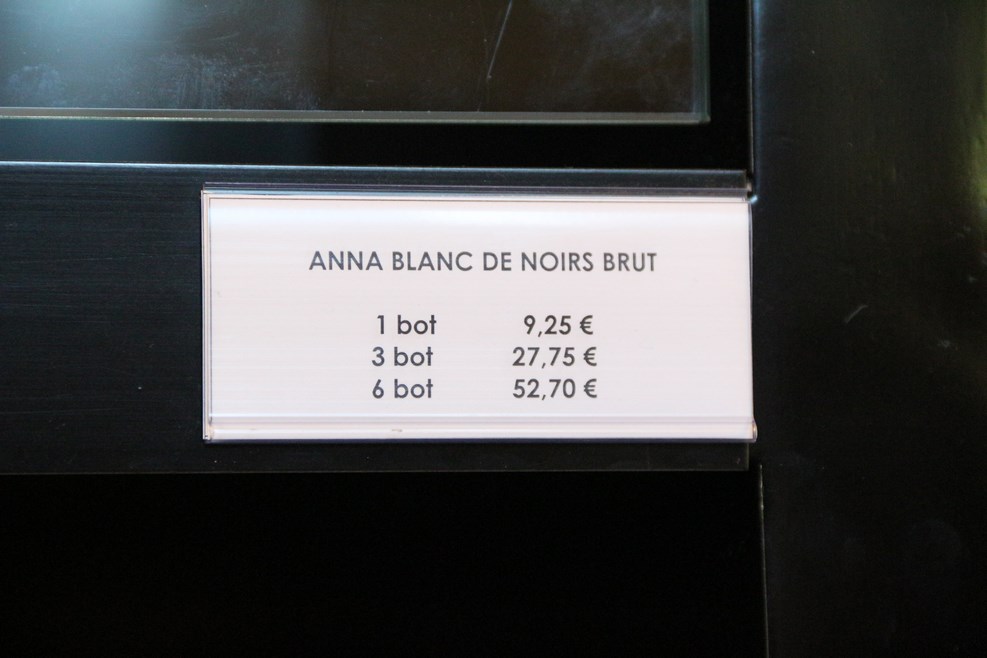 ANNA BLANC DE NOIRS BRUT
1 bot 9,25 €
3 bot 27,75 €
6 bot 52,70 €